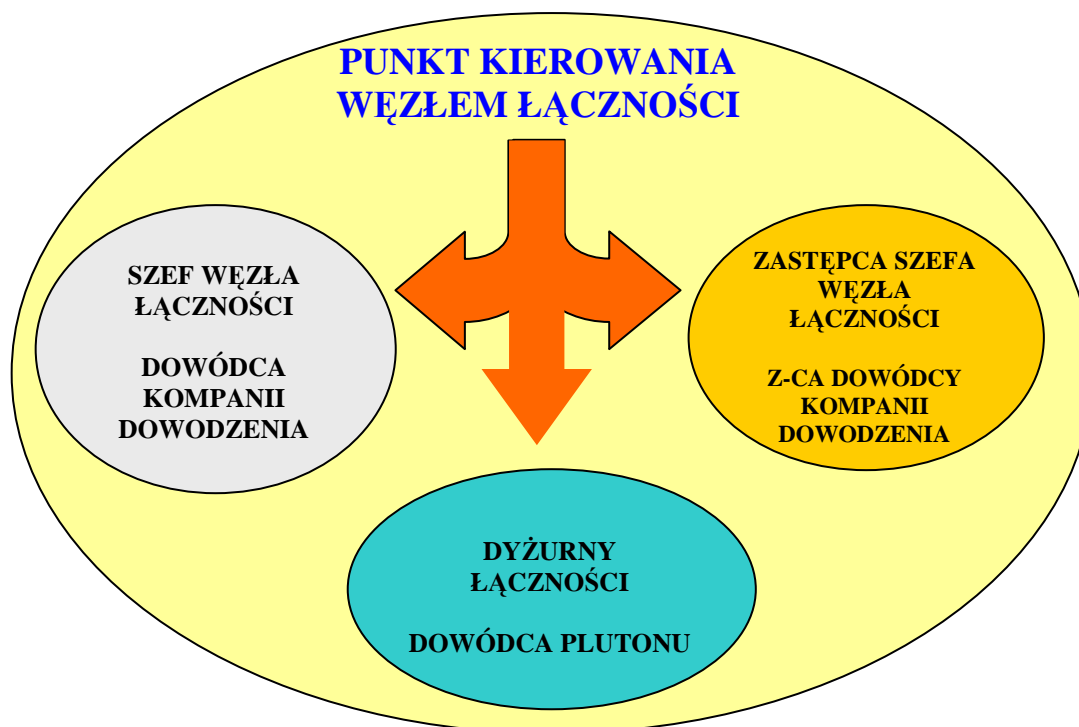 PUNKT KIEROWANIA
WĘZŁEM ŁĄCZNOŚCI
SZEF WĘZŁA
ŁĄCZNOŚCI
DOWÓDCA
KOMPANII
DOWODZENIA
ZASTĘPCA SZEFA
WĘZŁA
ŁĄCZNOŚCI
Z-CA DOWÓDCY
KOMPANII
DOWODZENIA
DYŻURNY
ŁĄCZNOŚCI
DOWÓDCA PLUTONU